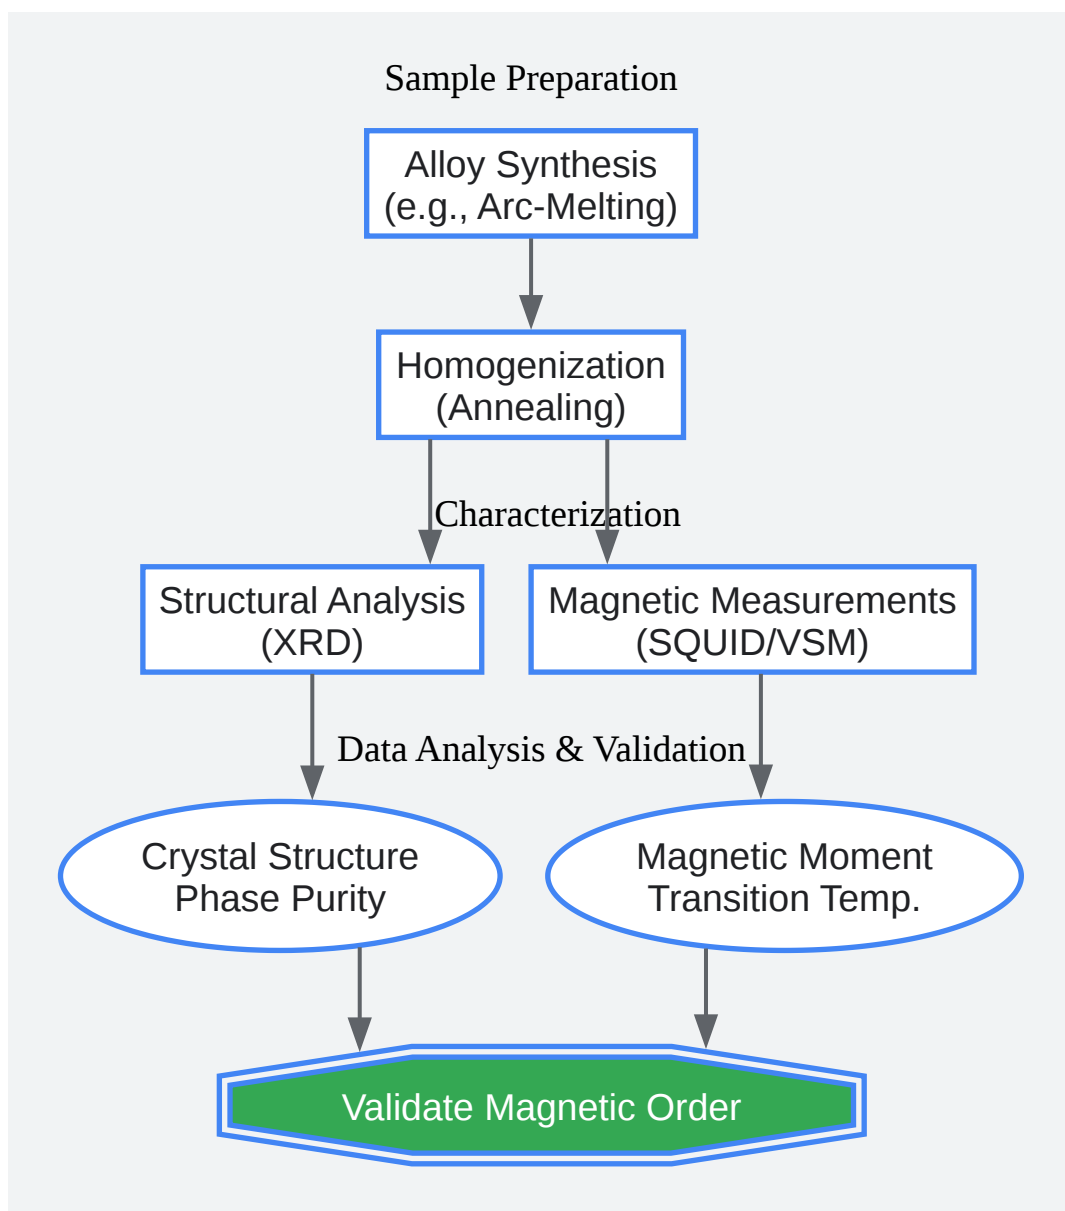 Sample Preparation
Alloy Synthesis
(e.g., Arc-Melting)
Homogenization
(Annealing)
Characterization
Structural Analysis
(XRD)
Magnetic Measurements
(SQUID/VSM)
Data Analysis & Validation
Crystal Structure
Phase Purity
Magnetic Moment
Transition Temp.
Validate Magnetic Order